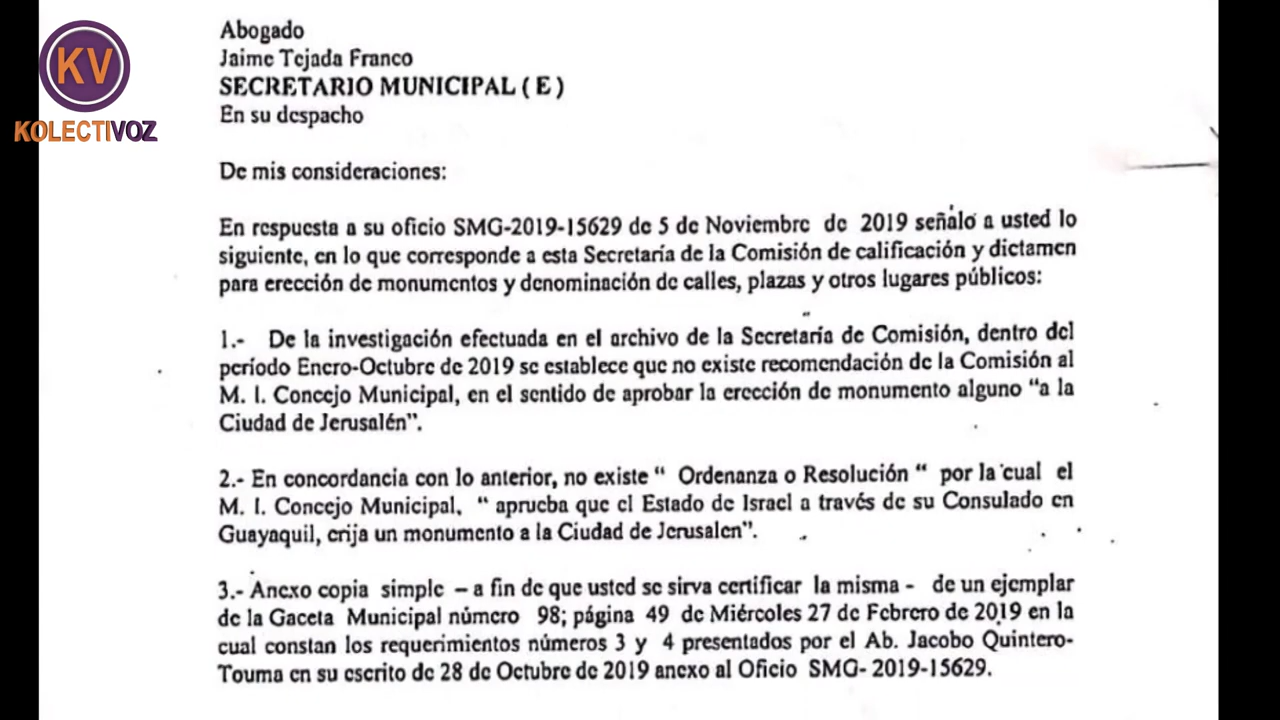 KV
KOLECTIVOZ
Abogado
Jaime Tejada Franco
SECRETARIO MUNICIPAL ( E )
En su despacho
De mis consideraciones:
En respuesta a su oficio SMG-2019-15629 de 5 de Noviembre de 2019 señalo a usted lo
siguiente, en lo que corresponde a esta Secretaría de la Comisión de calificación y dictamen
para erección de monumentos y denominación de calles, plazas y otros lugares públicos:
1.- De la investigación efectuada en el archivo de la Secretaría de Comisión, dentro del
período Enero-Octubre de 2019 se establece que no existe recomendación de la Comisión al
M. I. Concejo Municipal, en el sentido de aprobar la erección de monumento alguno “a la
Ciudad de Jerusalén”.
2.- En concordancia con lo anterior, no existe “ Ordenanza o Resolución “ por la cual el
M. I. Concejo Municipal, “ aprueba que el Estado de Israel a través de su Consulado en
Guayaquil, erija un monumento a la Ciudad de Jerusalen”.
3.- Anexo copia simple – a fin de que usted se sirva certificar la misma - de un ejemplar
de la Gaceta Municipal número 98; página 49 de Miércoles 27 de Febrero de 2019 en la
cual constan los requerimientos números 3 y 4 presentados por el Ab. Jacobo Quintero-
Touma en su escrito de 28 de Octubre de 2019 anexo al Oficio SMG- 2019-15629.